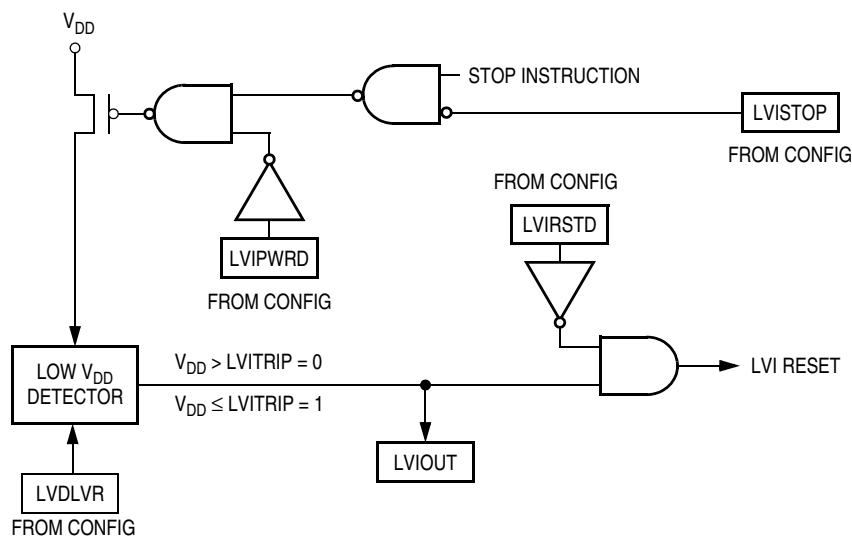 VDD
STOP INSTRUCTION
LVISTOP
FROM CONFIG
FROM CONFIG
LVIRSTD
LVIPWRD
FROM CONFIG
LOW VDD
DETECTOR
VDD > LVITRIP = 0
VDD ≤ LVITRIP = 1
LVI RESET
LVIOUT
LVDLVR
FROM CONFIG